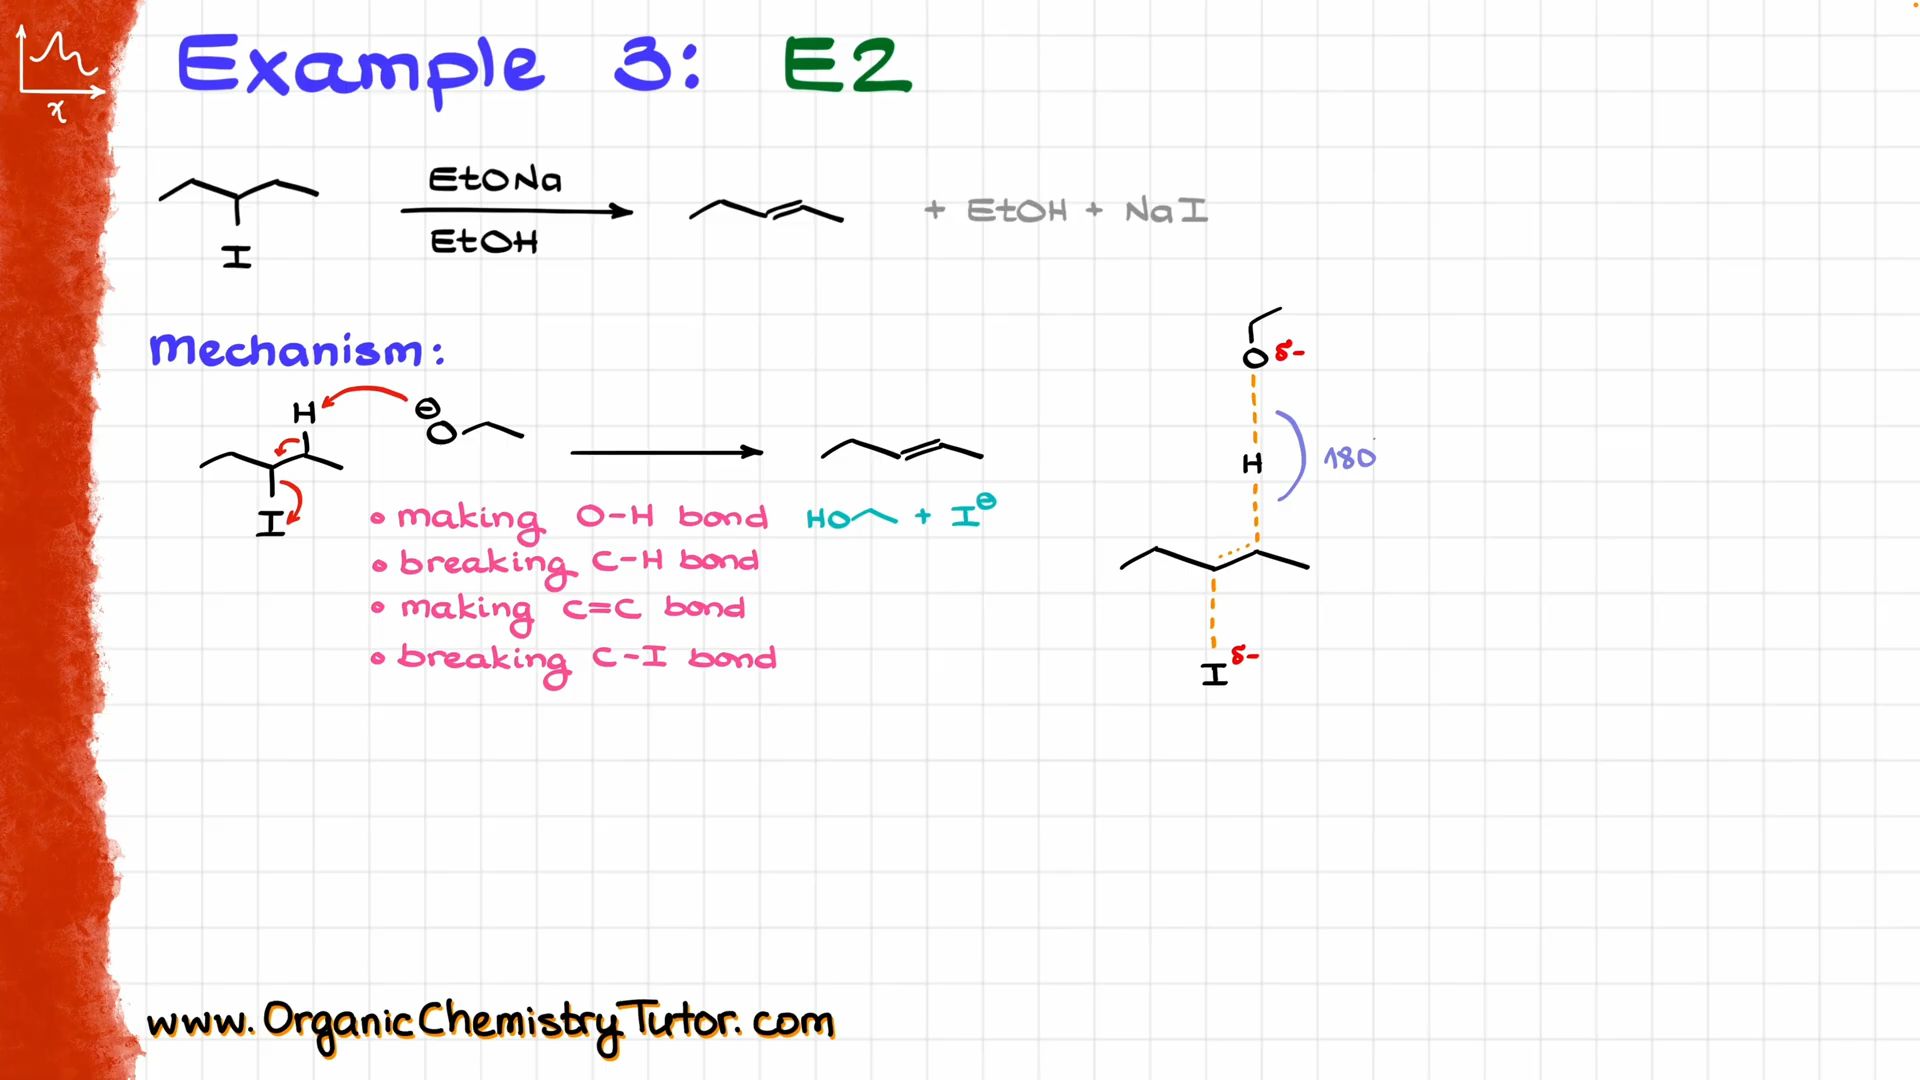 x
Example 3: E2
EtONa
EtOH
I
+ EtOH + NaI
Mechanism:
H
⊖
O
I
• making O-H bond
• breaking C-H bond
• making C=C bond
• breaking C-I bond
HO + I⊖
O δ-
H
180
I δ-
www.OrganicChemistryTutor.com